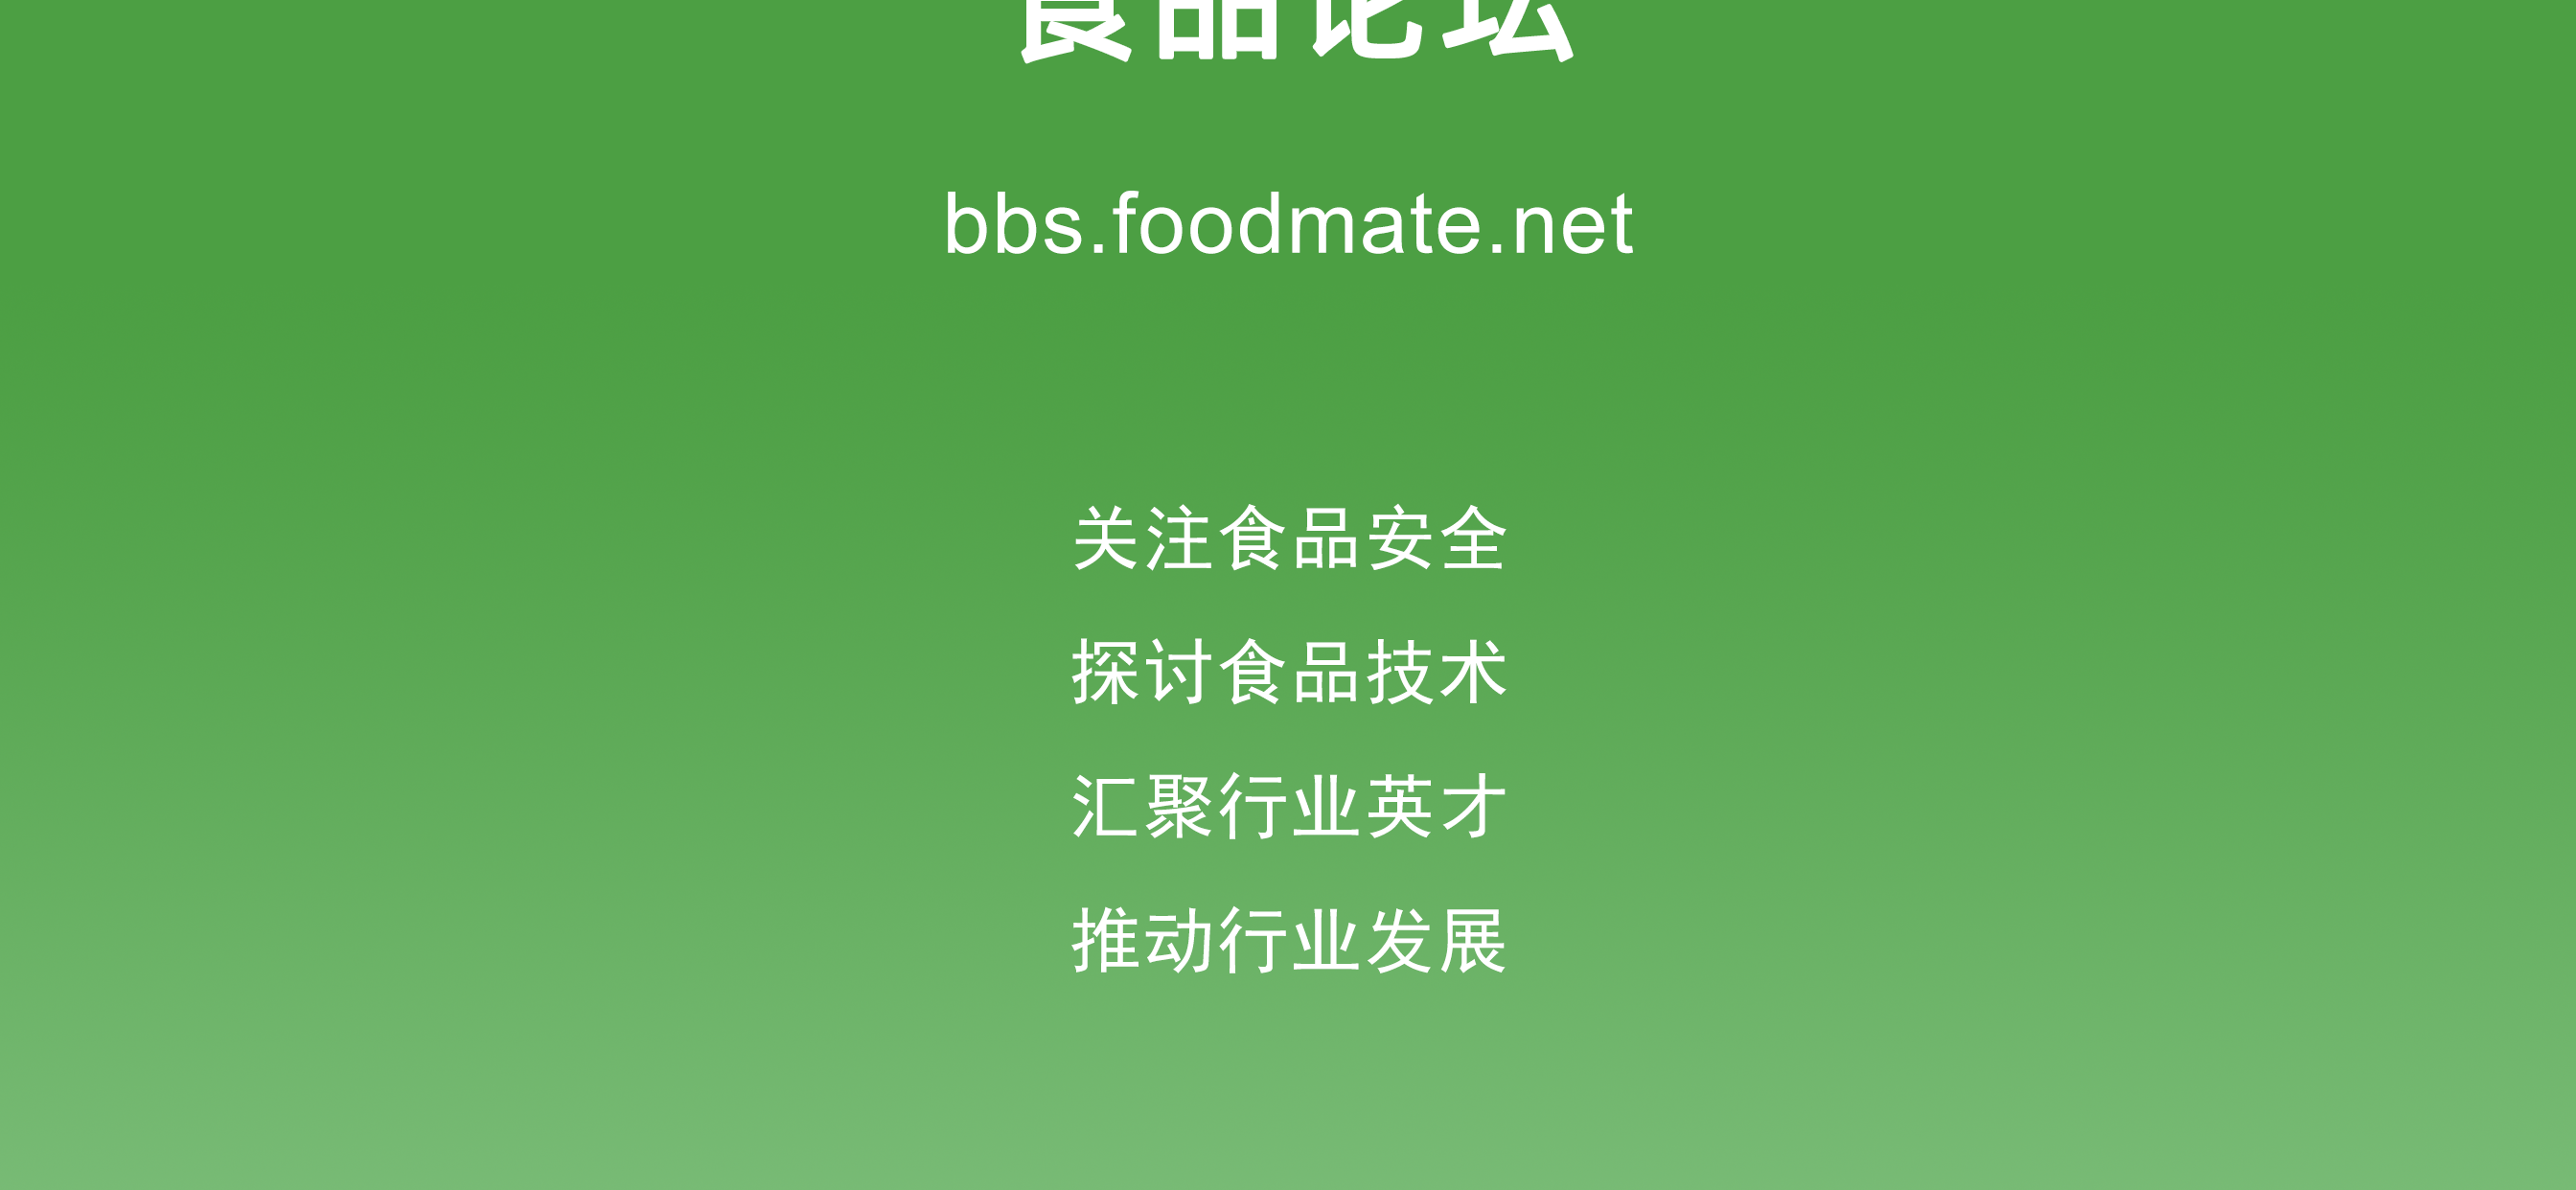 食品论坛
bbs.foodmate.net
关注食品安全
探讨食品技术
汇聚行业英才
推动行业发展